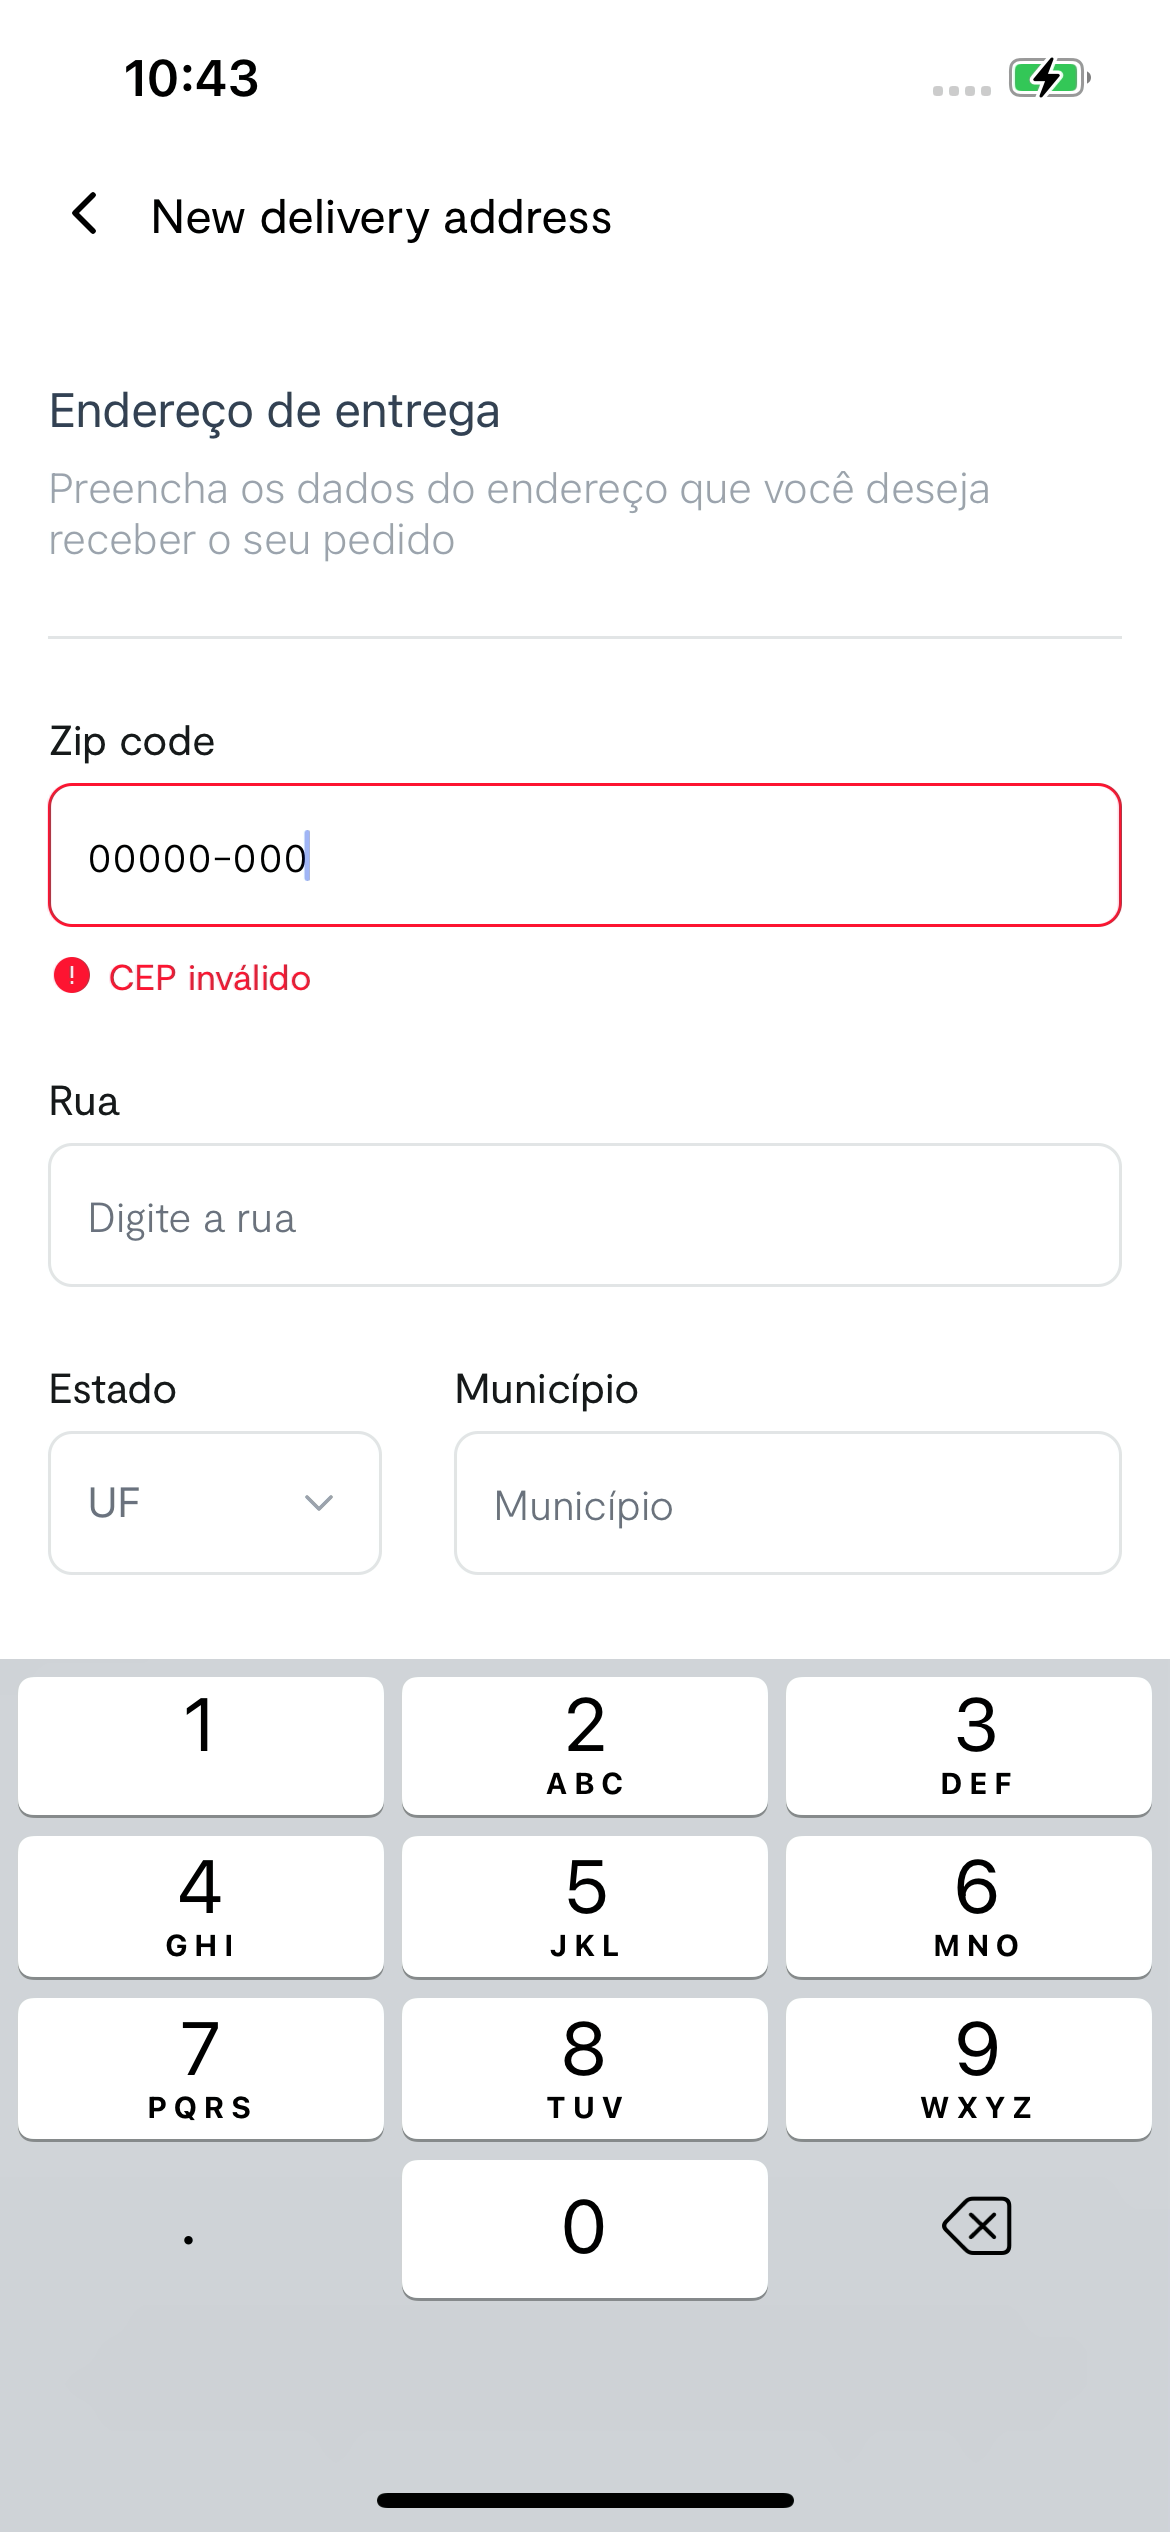 10:43
New delivery address
Endereço de entrega
Preencha os dados do endereço que você deseja
receber o seu pedido
Zip code
00000-000
! CEP inválido
Rua
Digite a rua
Estado Município
UF Município
1 2 3
ABC DEF
4 5 6
GHI JKL MNO
7 8 9
PQRS TUV WXYZ
. 0